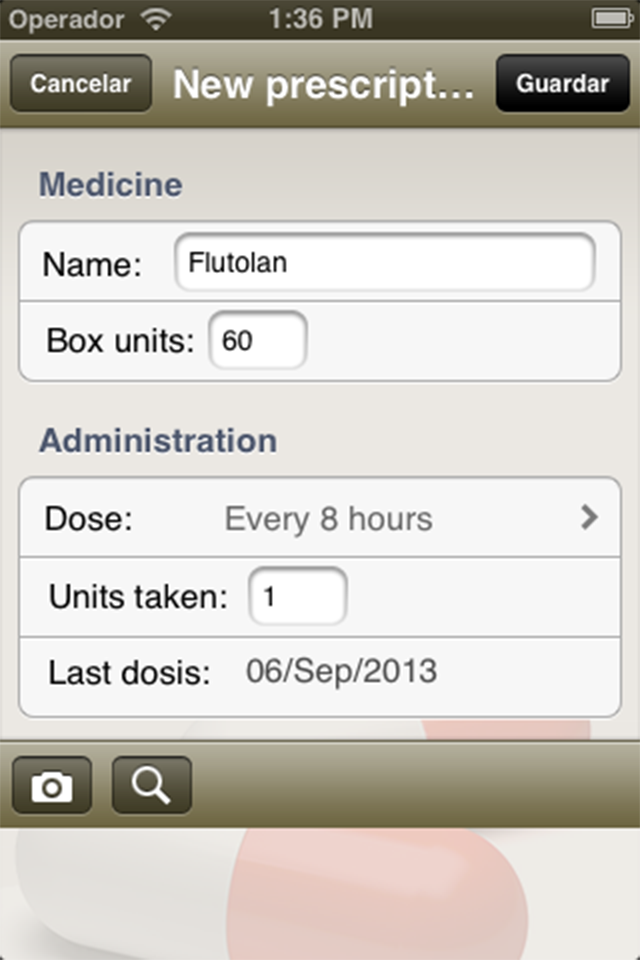 Operador 1:36 PM
Cancelar New prescript... Guardar
Medicine
Name: Flutolan
Box units: 60
Administration
Dose: Every 8 hours
Units taken: 1
Last dosis: 06/Sep/2013